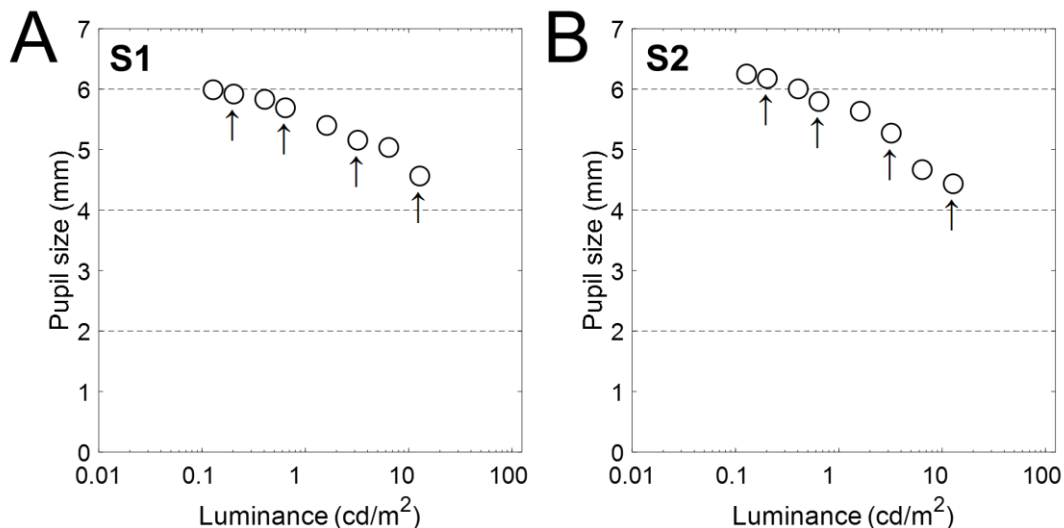 A
S1
Pupil size (mm)
7
6
5
4
3
2
1
0
↑ ↑ ↑ ↑
0.01 0.1 1 10 100
Luminance (cd/m²)
B
S2
Pupil size (mm)
7
6
5
4
3
2
1
0
↑ ↑ ↑ ↑
0.01 0.1 1 10 100
Luminance (cd/m²)